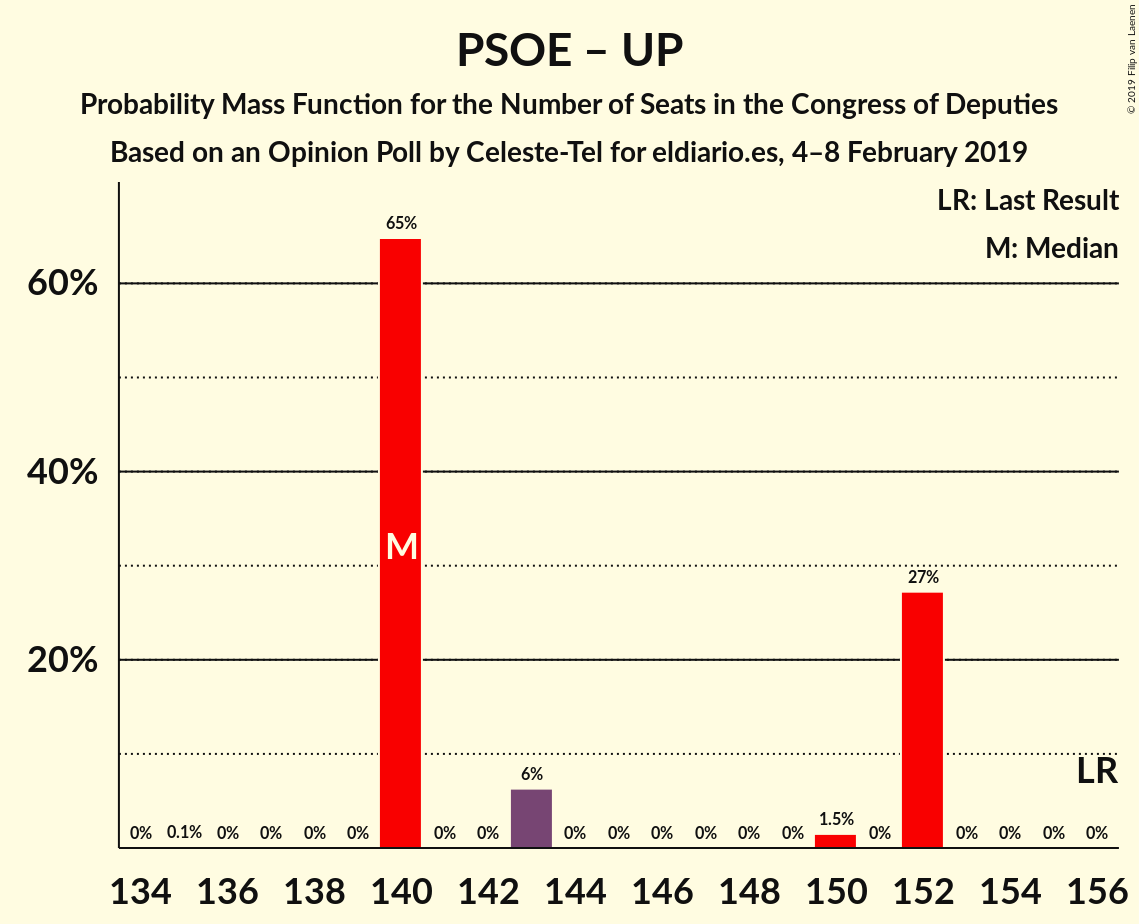 PSOE – UP
Probability Mass Function for the Number of Seats in the Congress of Deputies
Based on an Opinion Poll by Celeste-Tel for eldiario.es, 4–8 February 2019
© 2019 Filip van Laenen
LR: Last Result
M: Median
60%
40%
20%
0% 0.1% 0% 0% 0% 0% 65% 0% 0% 6% 0% 0% 0% 0% 0% 0% 1.5% 0% 27% 0% 0% 0% 0%
M
LR
134 136 138 140 142 144 146 148 150 152 154 156